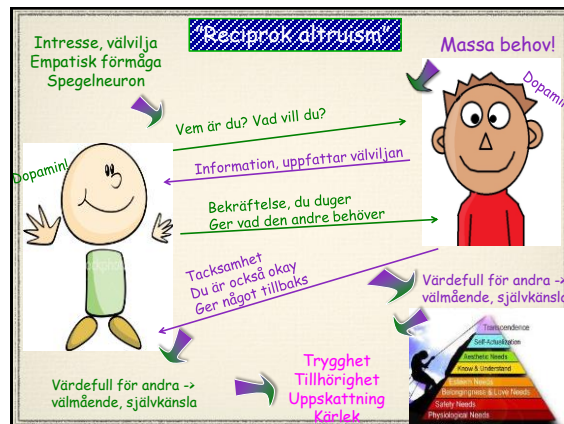 "Reciprok altruism"
Intresse, välvilja
Empatisk förmåga
Spegelneuron
Massa behov!
Dopamin
Vem är du? Vad vill du?
Dopamin!
Information, uppfattar välviljan
Bekräftelse, du duger
Ger vad den andre behöver
Tacksamhet
Du är också okay
Ger något tillbaks
Värdefull för andra ->
välmående, självkänsla
Värdefull för andra ->
välmående, självkänsla
Trygghet
Tillhörighet
Uppskattning
Kärlek
Transcendence
Self-Actualization
Aesthetic Needs
Know & Understand
Esteem Needs
Belongingness & Love Needs
Safety Needs
Physiological Needs